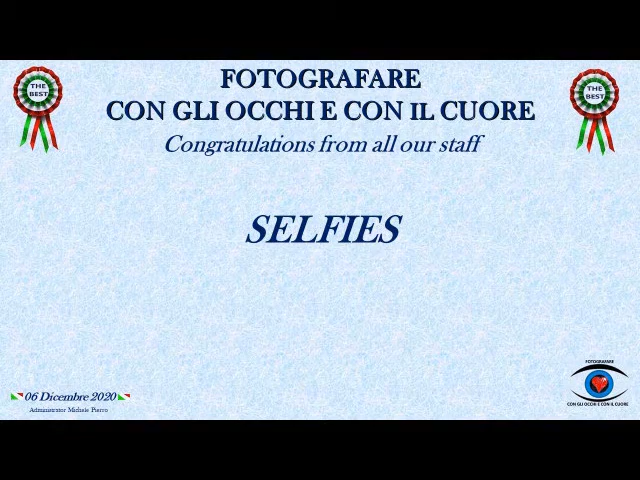 THE
BEST
THE
BEST
FOTOGRAFARE
CON GLI OCCHI E CON IL CUORE
Congratulations from all our staff
SELFIES
FOTOGRAFARE
CON GLI OCCHI E CON IL CUORE
06 Dicembre 2020
Administrator Michele Pierro